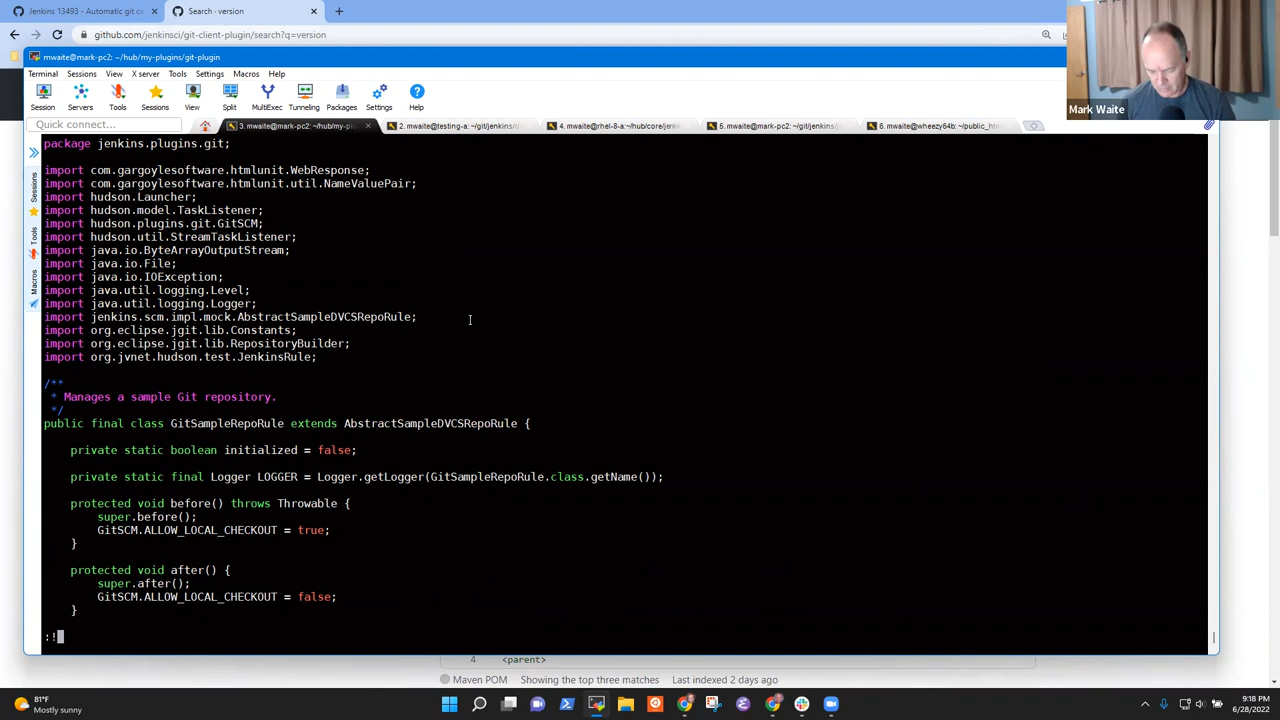 Jenkins 13493 - Automatic git c
Search · version
github.com/jenkinsci/git-client-plugin/search?q=version
mwaite@mark-pc2: ~/hub/my-plugins/git-plugin
Terminal Sessions View X server Tools Settings Macros Help
Session Servers Tools Sessions View Split MultiExec Tunneling Packages Settings Help
Quick connect...
3. mwaite@mark-pc2:~/hub/my-plu
2. mwaite@testing-a: ~/git/jenkins/d
4. mwaite@rhel-8-a:~/hub/core/jenk
5. mwaite@mark-pc2: ~/git/jenkins/j
6. mwaite@wheezy64b: ~/public_ht
Sessions
Tools
Macros
package jenkins.plugins.git;
import com.gargoylesoftware.htmlunit.WebResponse;
import com.gargoylesoftware.htmlunit.util.NameValuePair;
import hudson.Launcher;
import hudson.model.TaskListener;
import hudson.plugins.git.GitSCM;
import hudson.util.StreamTaskListener;
import java.io.ByteArrayOutputStream;
import java.io.File;
import java.io.IOException;
import java.util.logging.Level;
import java.util.logging.Logger;
import jenkins.scm.impl.mock.AbstractSampleDVCSRepoRule;
import org.eclipse.jgit.lib.Constants;
import org.eclipse.jgit.lib.RepositoryBuilder;
import org.jvnet.hudson.test.JenkinsRule;
/**
* Manages a sample Git repository.
*/
public final class GitSampleRepoRule extends AbstractSampleDVCSRepoRule {
private static boolean initialized = false;
private static final Logger LOGGER = Logger.getLogger(GitSampleRepoRule.class.getName());
protected void before() throws Throwable {
super.before();
GitSCM.ALLOW_LOCAL_CHECKOUT = true;
}
protected void after() {
super.after();
GitSCM.ALLOW_LOCAL_CHECKOUT = false;
}
:!
4 <parent>
Maven POM Showing the top three matches Last indexed 2 days ago
Mark Waite
81°F
Mostly sunny
9:18 PM
6/28/2022